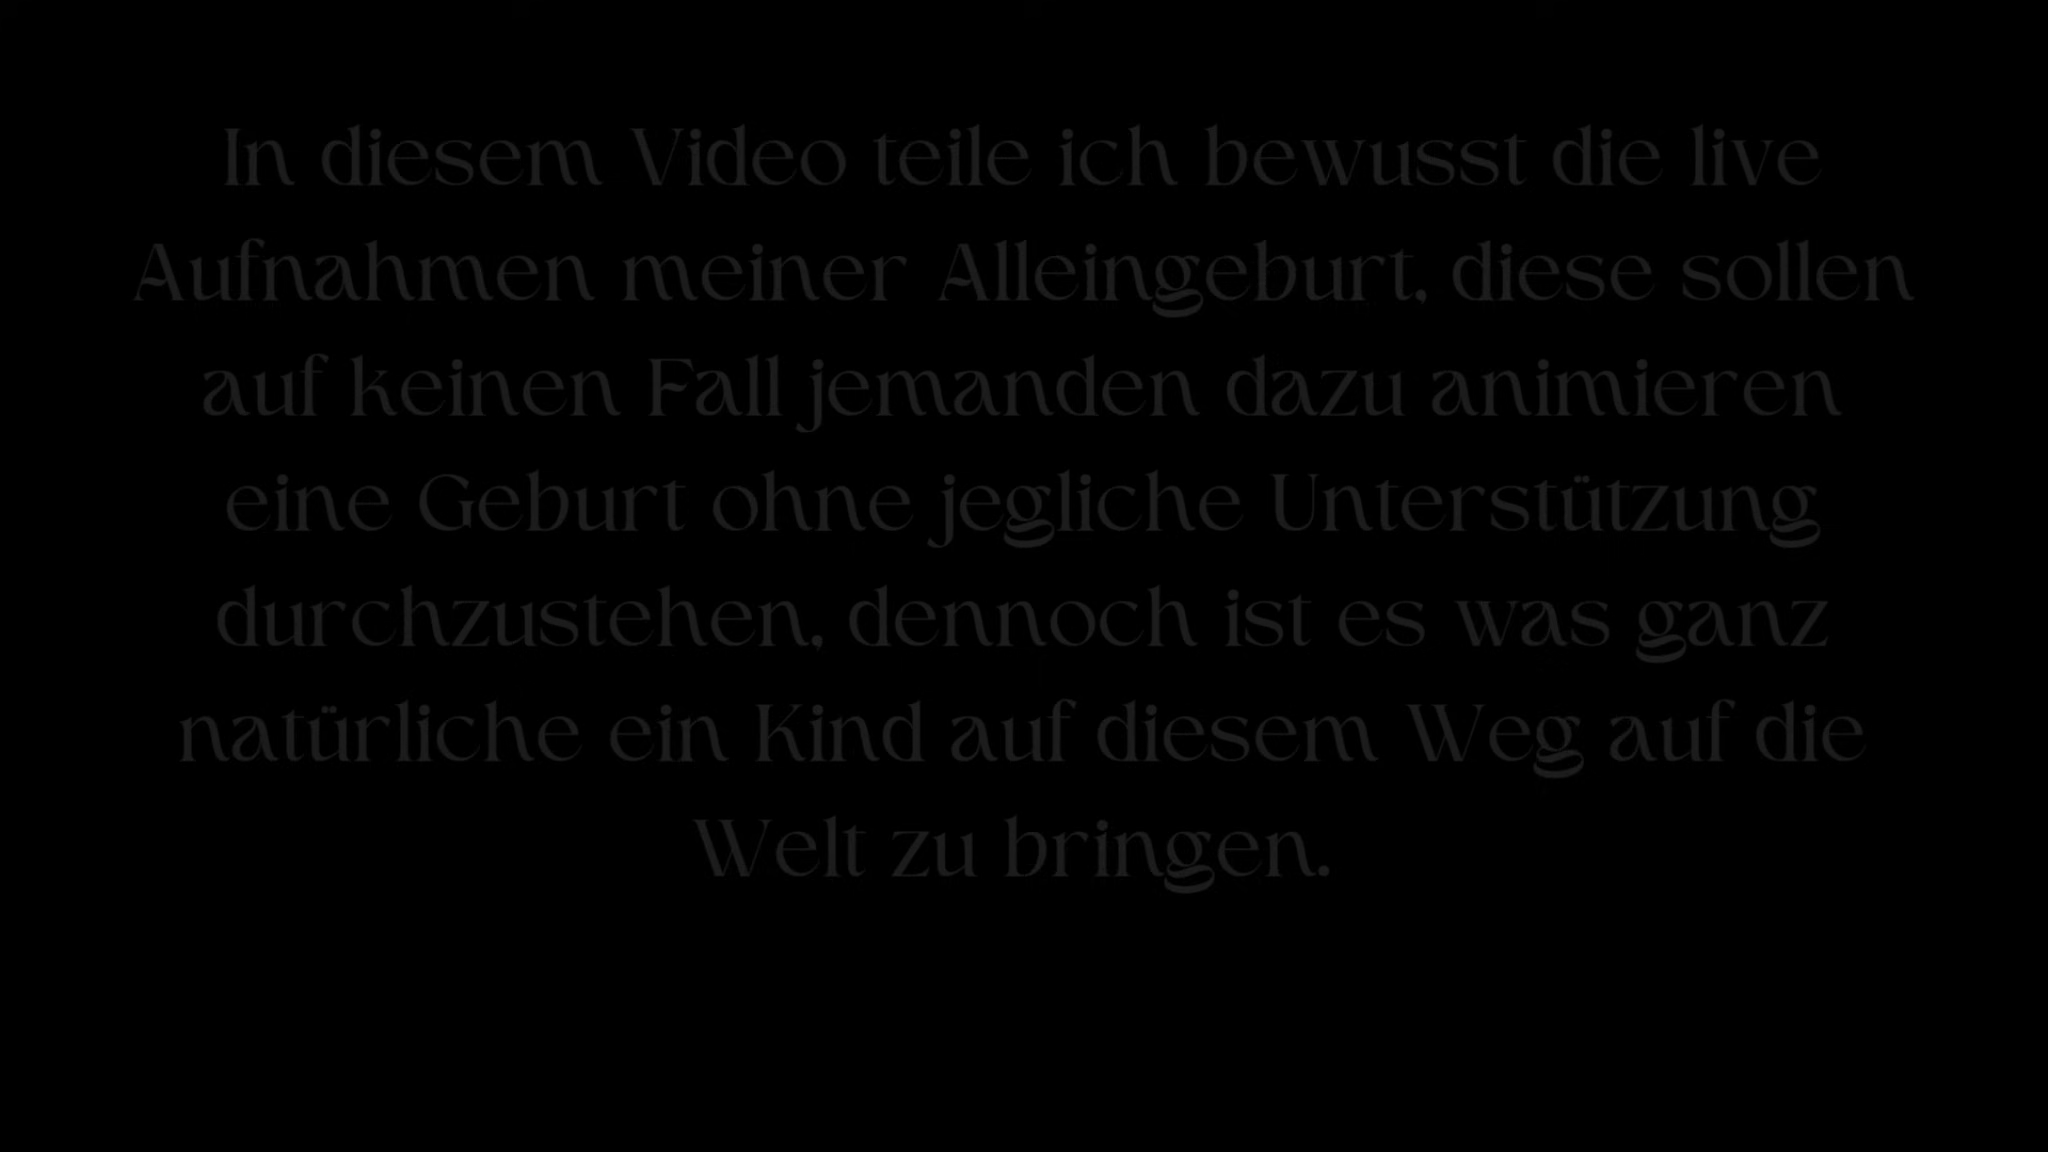 In diesem Video teile ich bewusst die live
Aufnahmen meiner Alleingeburt, diese sollen
auf keinen Fall jemanden dazu animieren
eine Geburt ohne jegliche Unterstützung
durchzustehen, dennoch ist es was ganz
natürliche ein Kind auf diesem Weg auf die
Welt zu bringen.